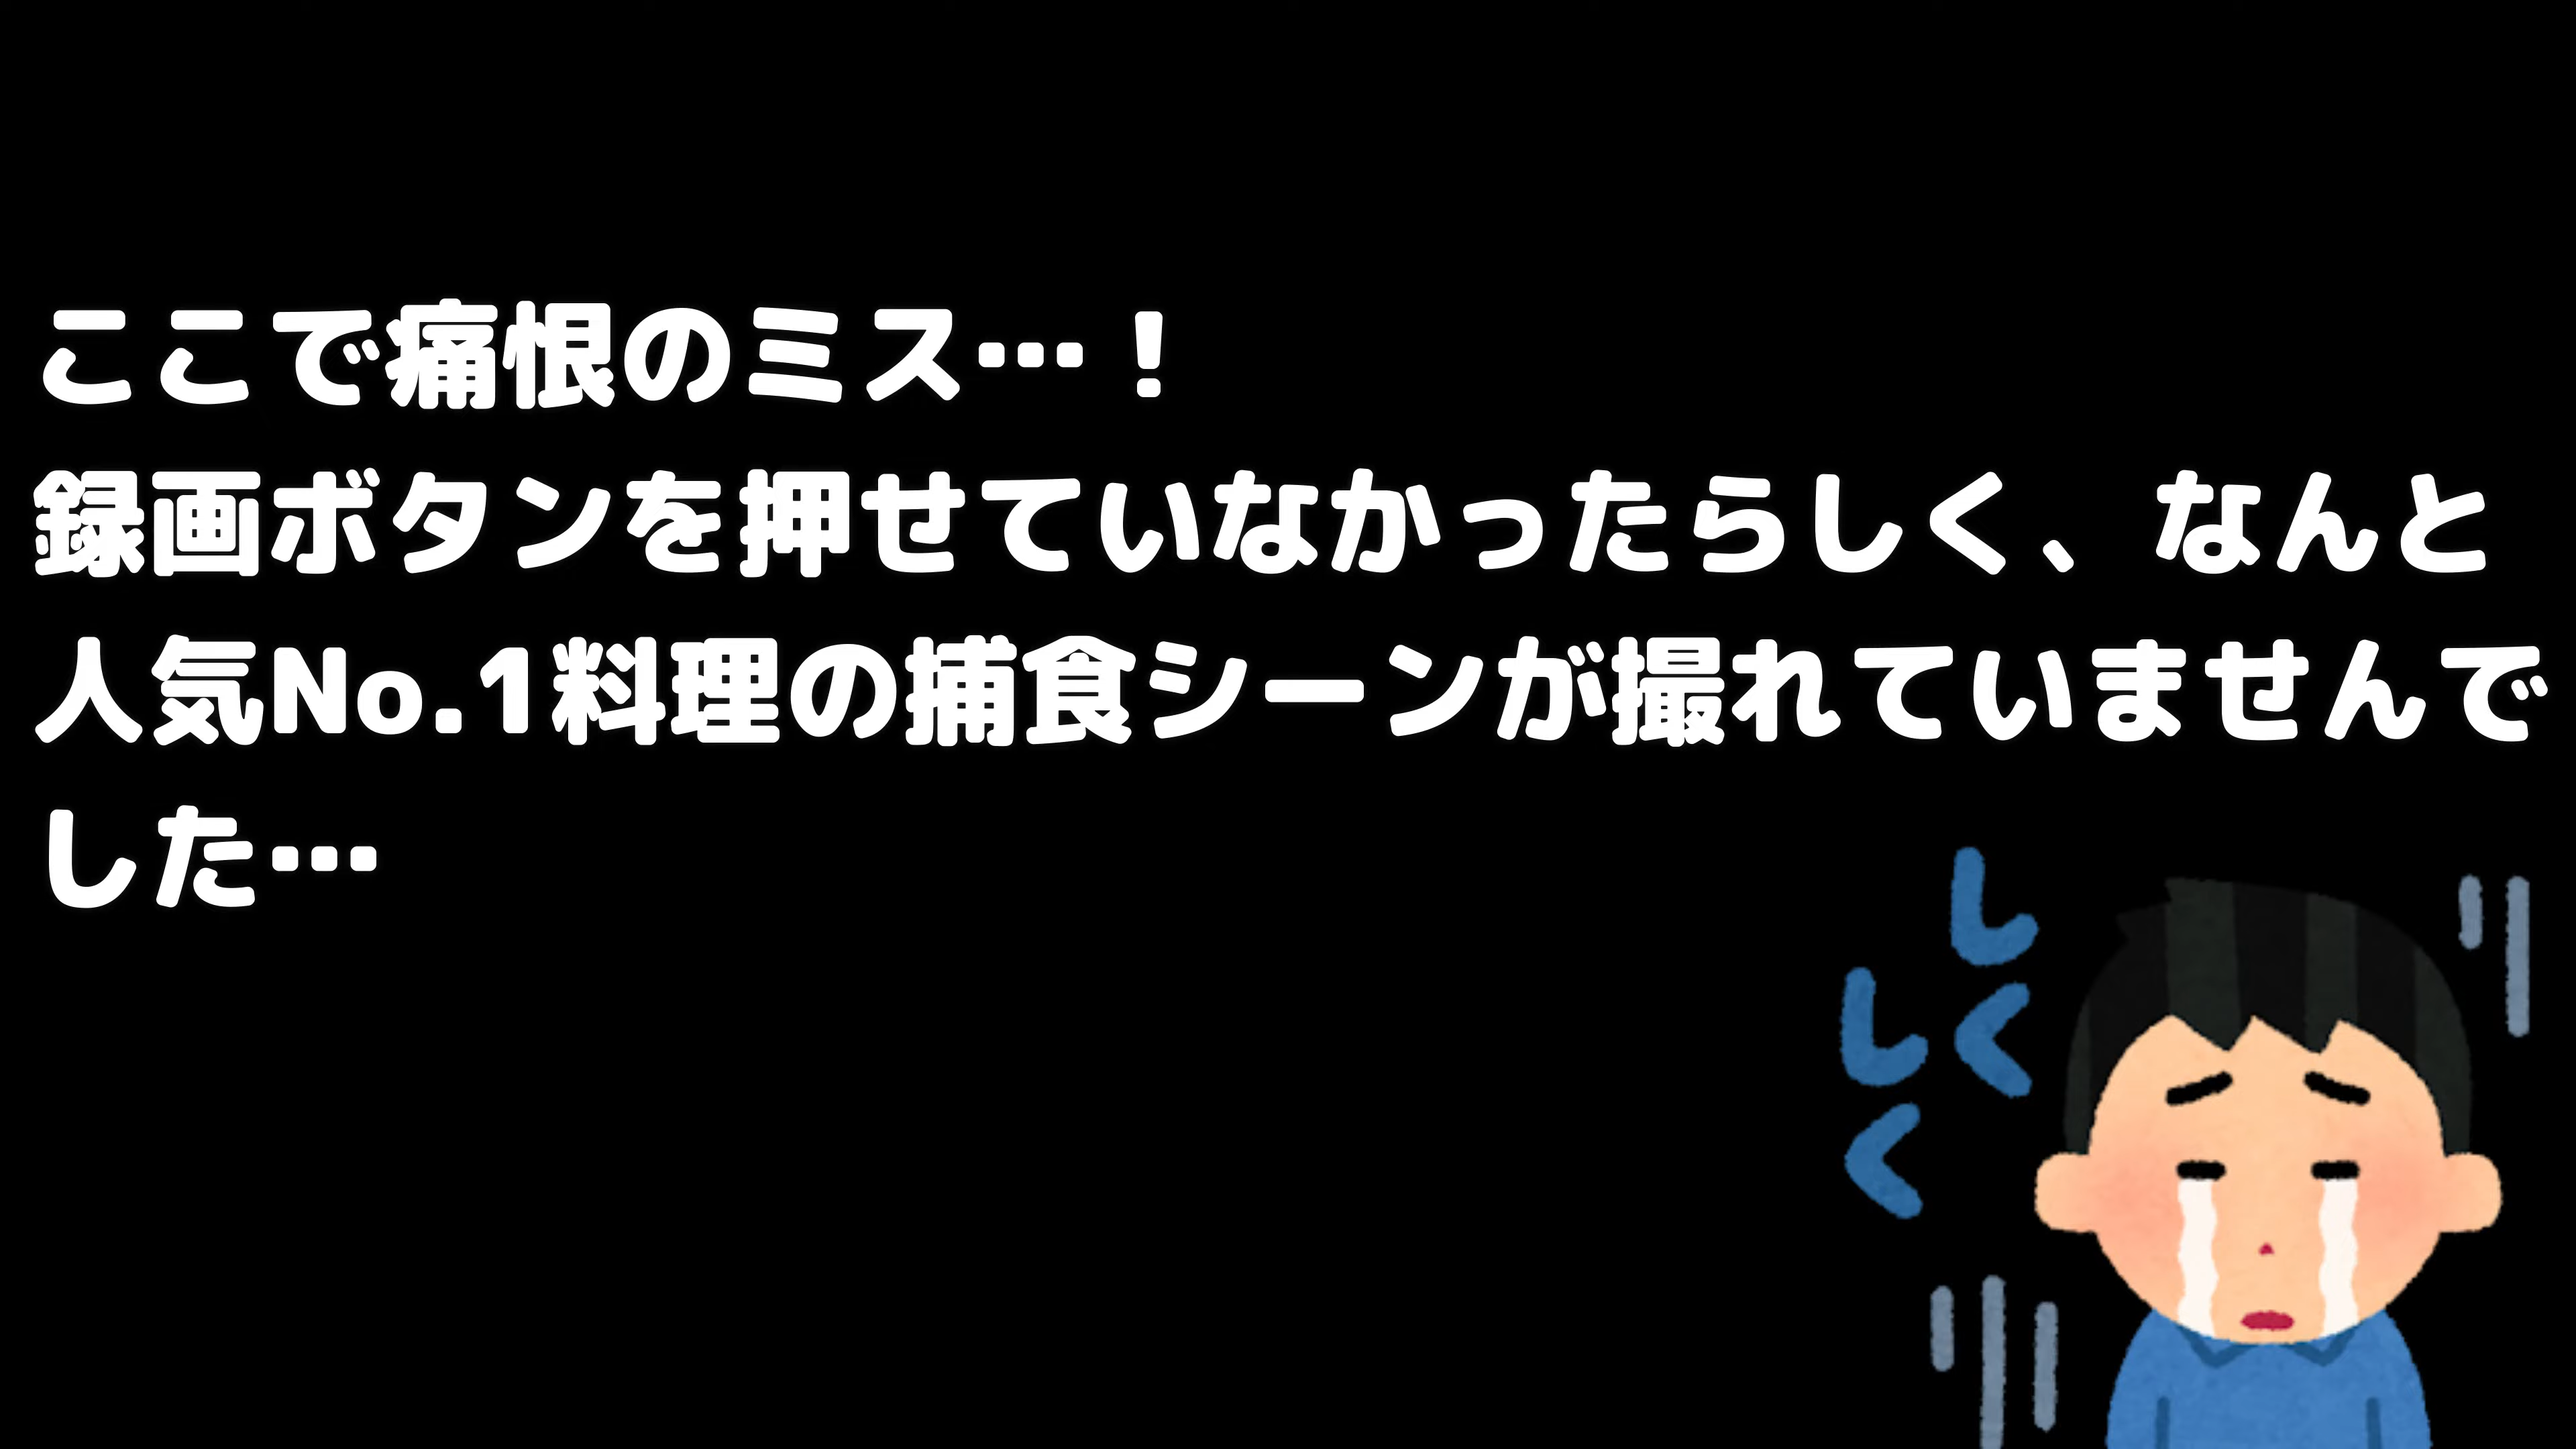 ここで痛恨のミス…！
録画ボタンを押せていなかったらしく、なんと
人気No.1料理の捕食シーンが撮れていませんで
した…
しくしく